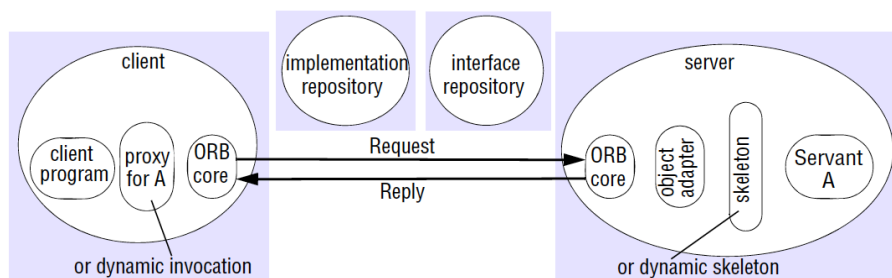 client
implementation
repository
interface
repository
server
client
program
proxy
for A
ORB
core
Request
Reply
ORB
core
object
adapter
skeleton
Servant
A
or dynamic invocation
or dynamic skeleton